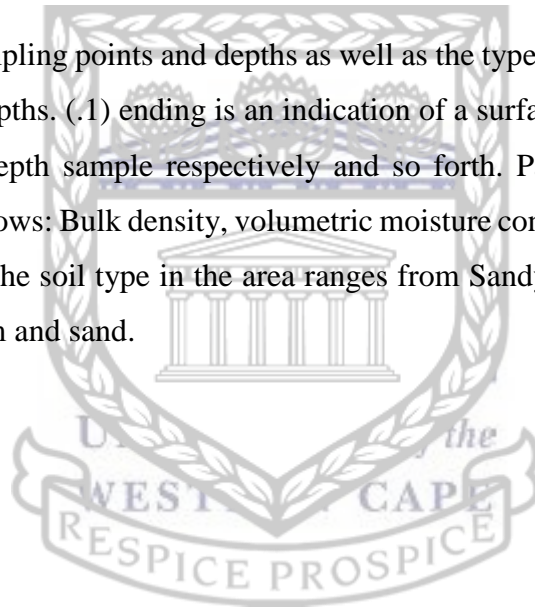 pling points and depths as well as the type
pths. (.1) ending is an indication of a surfa
epth sample respectively and so forth. P
ows: Bulk density, volumetric moisture con
he soil type in the area ranges from Sandy
n and sand.
the
WESTERN CAPE
RESPICE PROSPICE